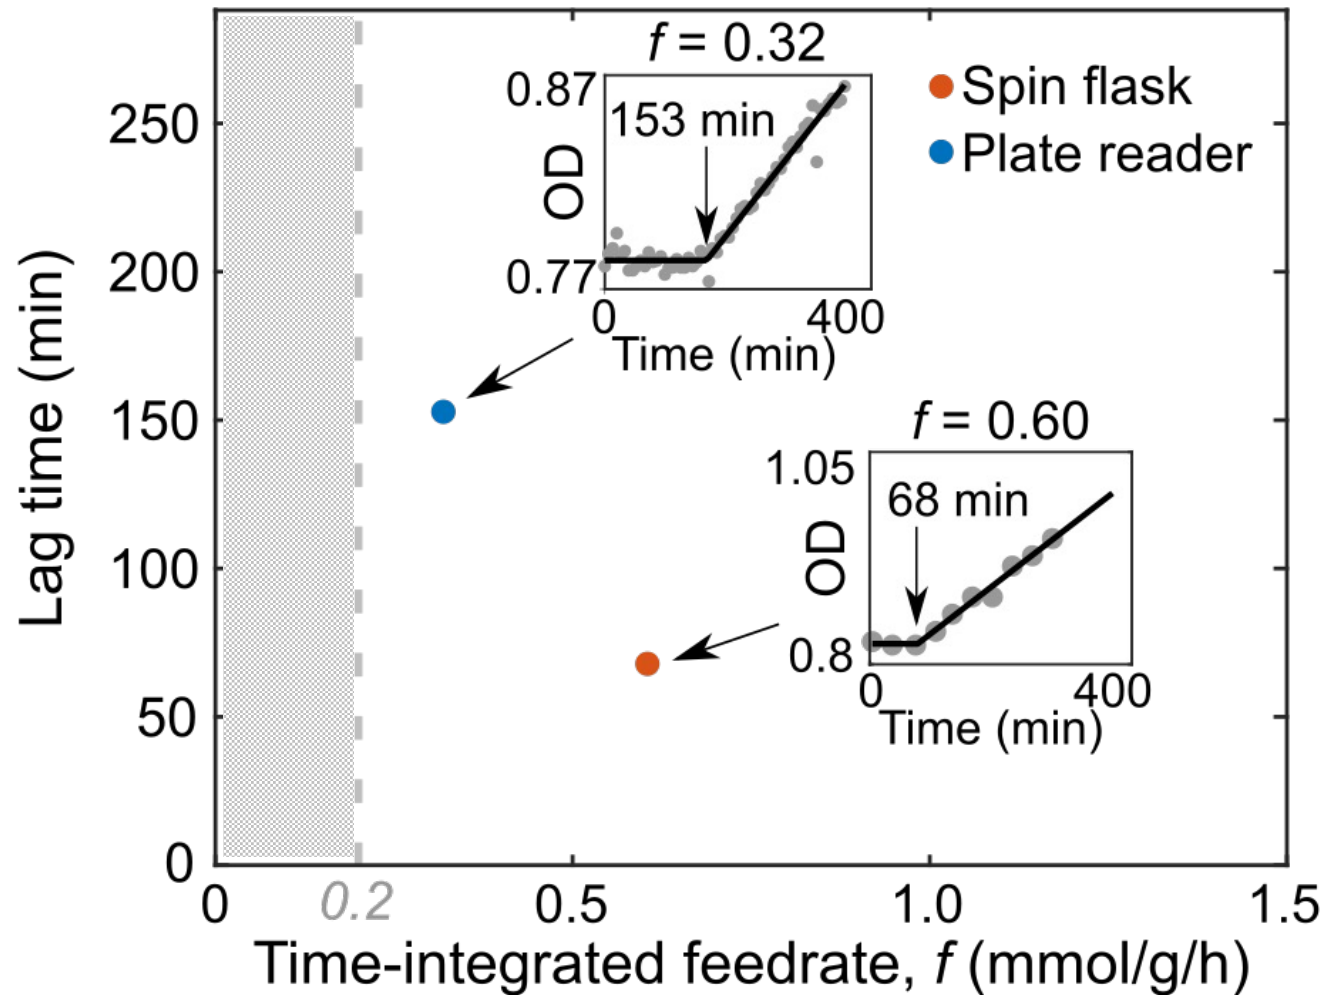 f = 0.32
0.87
153 min
OD
0.77
0
400
Time (min)
Spin flask
Plate reader
f = 0.60
1.05
68 min
OD
0.8
0
400
Time (min)
Lag time (min)
250
200
150
100
50
0
0
0.2
0.5
1.0
1.5
Time-integrated feedrate, f (mmol/g/h)